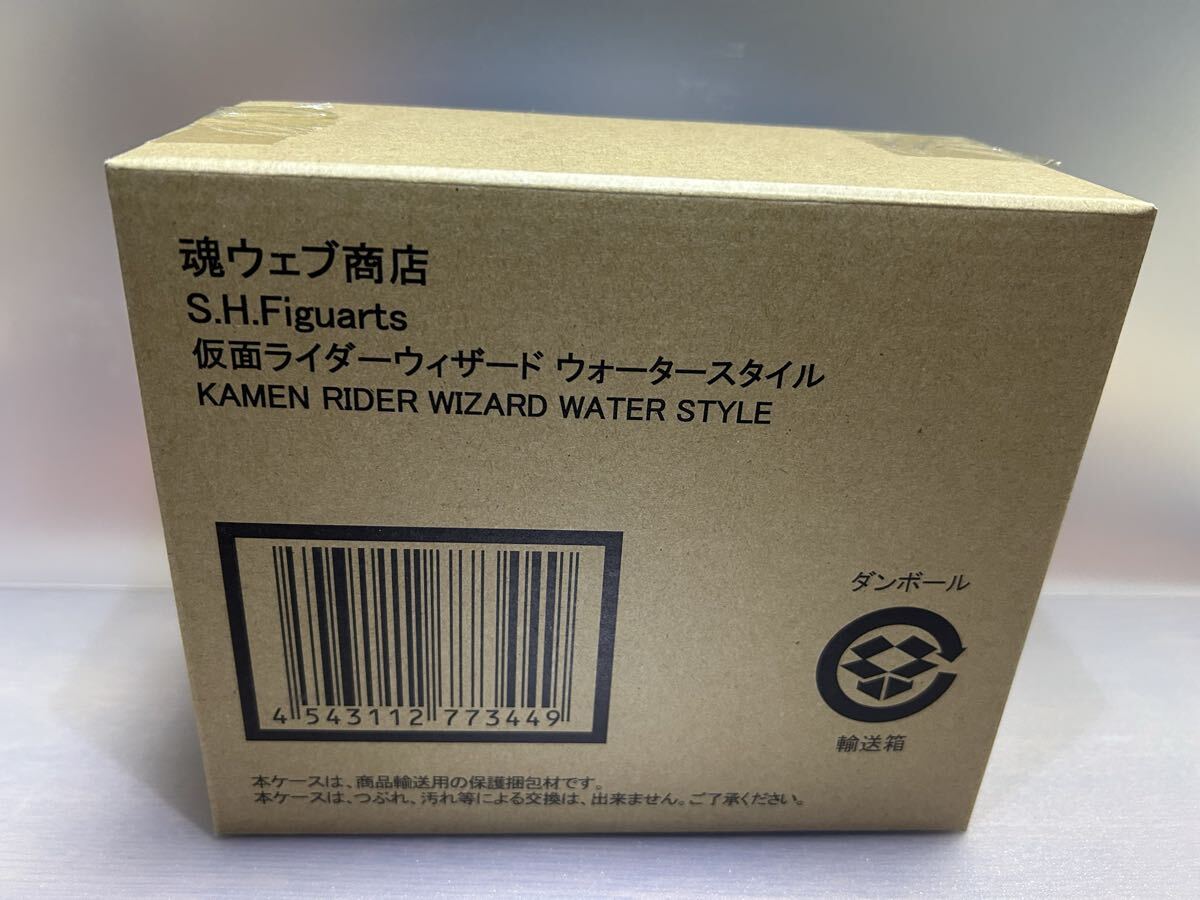 魂ウェブ商店
S.H.Figuarts
仮面ライダーウィザード ウォータースタイル
KAMEN RIDER WIZARD WATER STYLE
4 543112 773449
ダンボール
輸送箱
本ケースは、商品輸送用の保護梱包材です。
本ケースは、つぶれ、汚れ等による交換は、出来ません。ご了承ください。